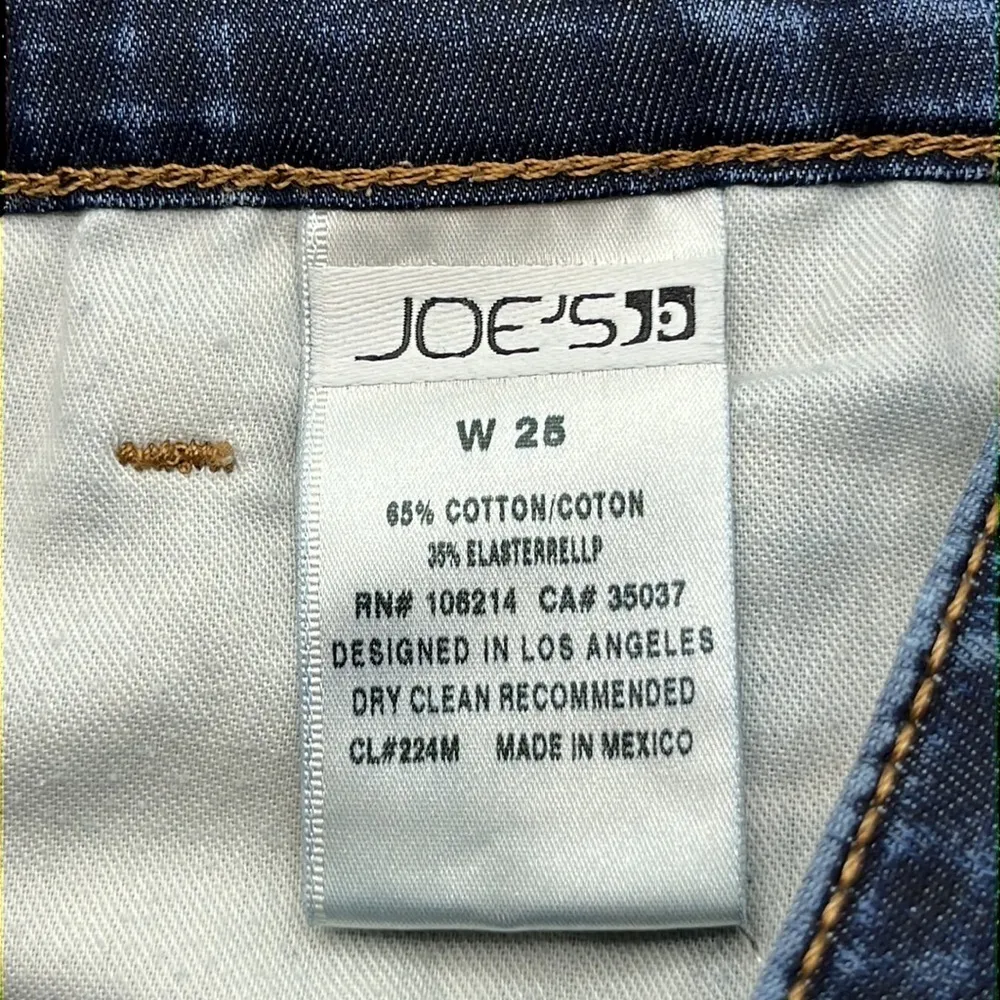 JOE'S
W 25
65% COTTON/COTON
35% ELASTERRELLP
RN# 106214 CA# 35037
DESIGNED IN LOS ANGELES
DRY CLEAN RECOMMENDED
CL#224M MADE IN MEXICO